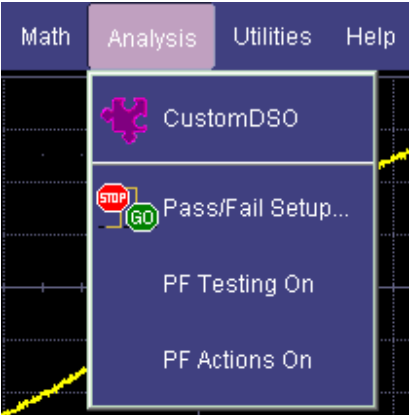 Math Analysis Utilities Help
CustomDSO
STOP
GO
Pass/Fail Setup...
PF Testing On
PF Actions On